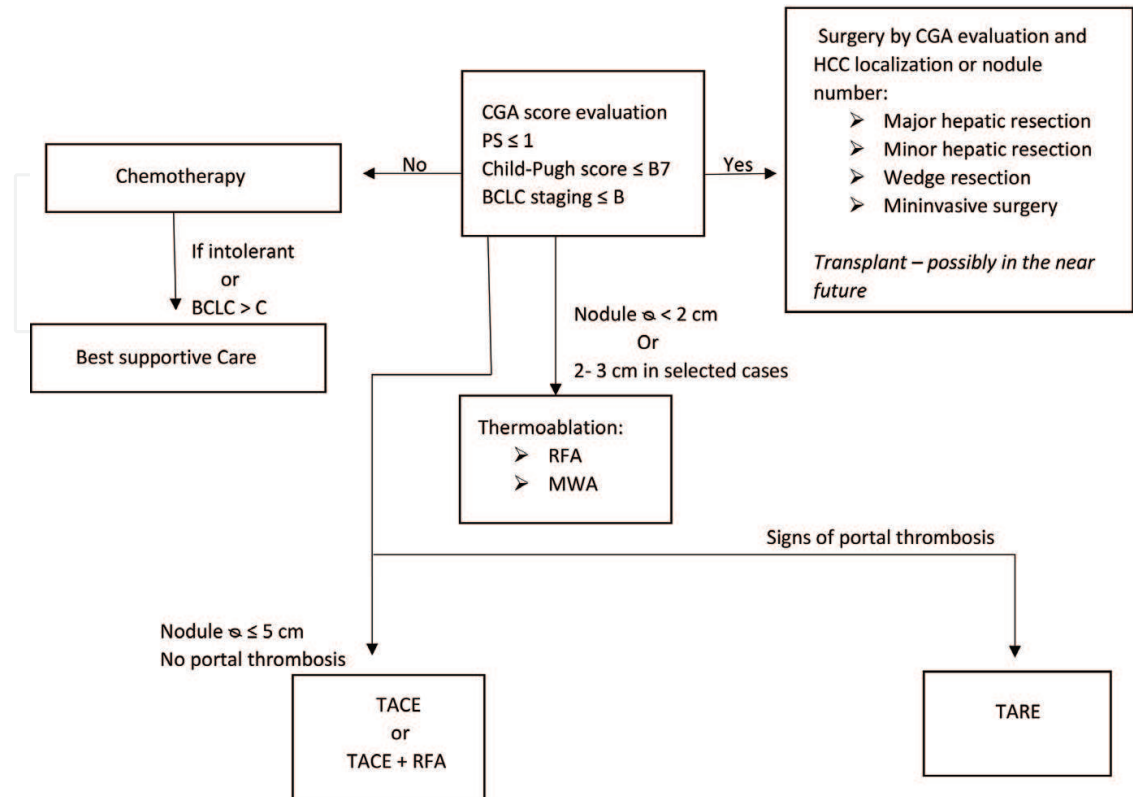 Surgery by CGA evaluation and
HCC localization or nodule
number:
➢ Major hepatic resection
➢ Minor hepatic resection
➢ Wedge resection
➢ Mininvasive surgery
Transplant – possibly in the near
future
CGA score evaluation
PS ≤ 1
Child-Pugh score ≤ B7
BCLC staging ≤ B
No
Yes
Chemotherapy
If intolerant
or
BCLC > C
Best supportive Care
Nodule ⌀ < 2 cm
Or
2- 3 cm in selected cases
Thermoablation:
➢ RFA
➢ MWA
Signs of portal thrombosis
Nodule ⌀ ≤ 5 cm
No portal thrombosis
TACE
or
TACE + RFA
TARE